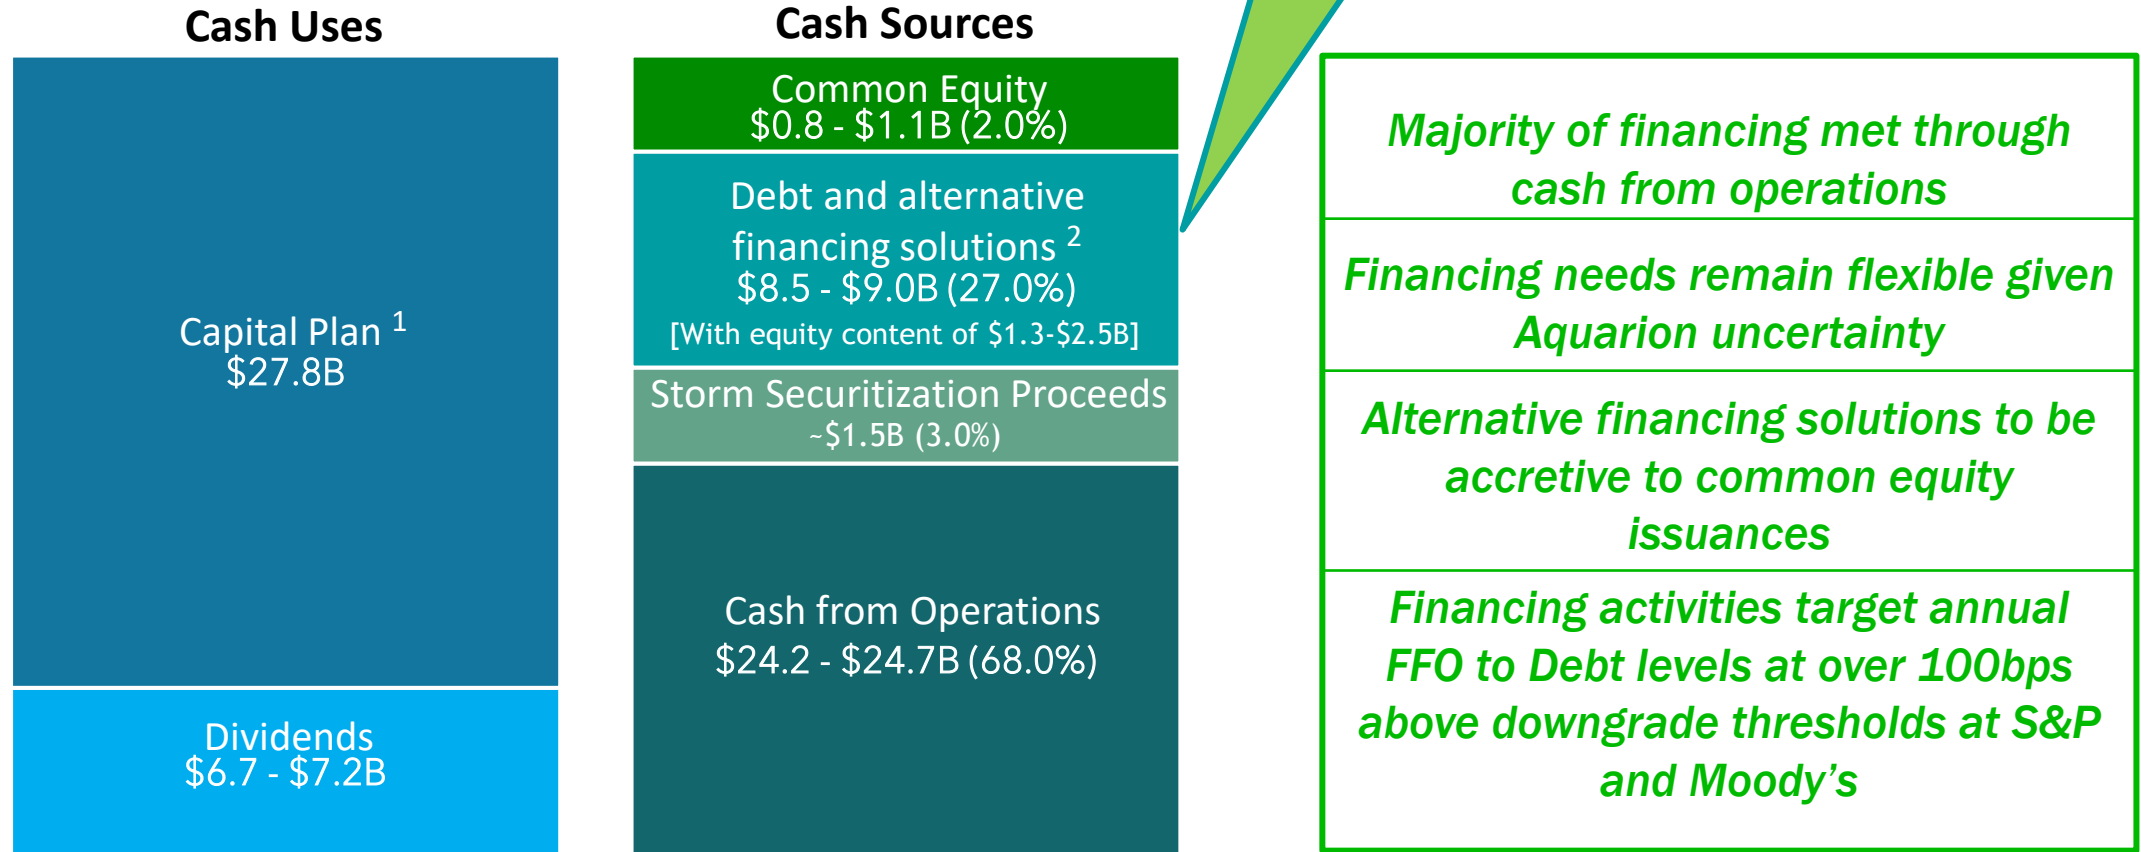 Cash Uses
Capital Plan 1
$27.8B
Dividends
$6.7 - $7.2B
Cash Sources
Common Equity
$0.8 - $1.1B (2.0%)
Debt and alternative
financing solutions 2
$8.5 - $9.0B (27.0%)
[With equity content of $1.3-$2.5B]
Storm Securitization Proceeds
~$1.5B (3.0%)
Cash from Operations
$24.2 - $24.7B (68.0%)
Majority of financing met through
cash from operations
Financing needs remain flexible given
Aquarion uncertainty
Alternative financing solutions to be
accretive to common equity
issuances
Financing activities target annual
FFO to Debt levels at over 100bps
above downgrade thresholds at S&P
and Moody’s